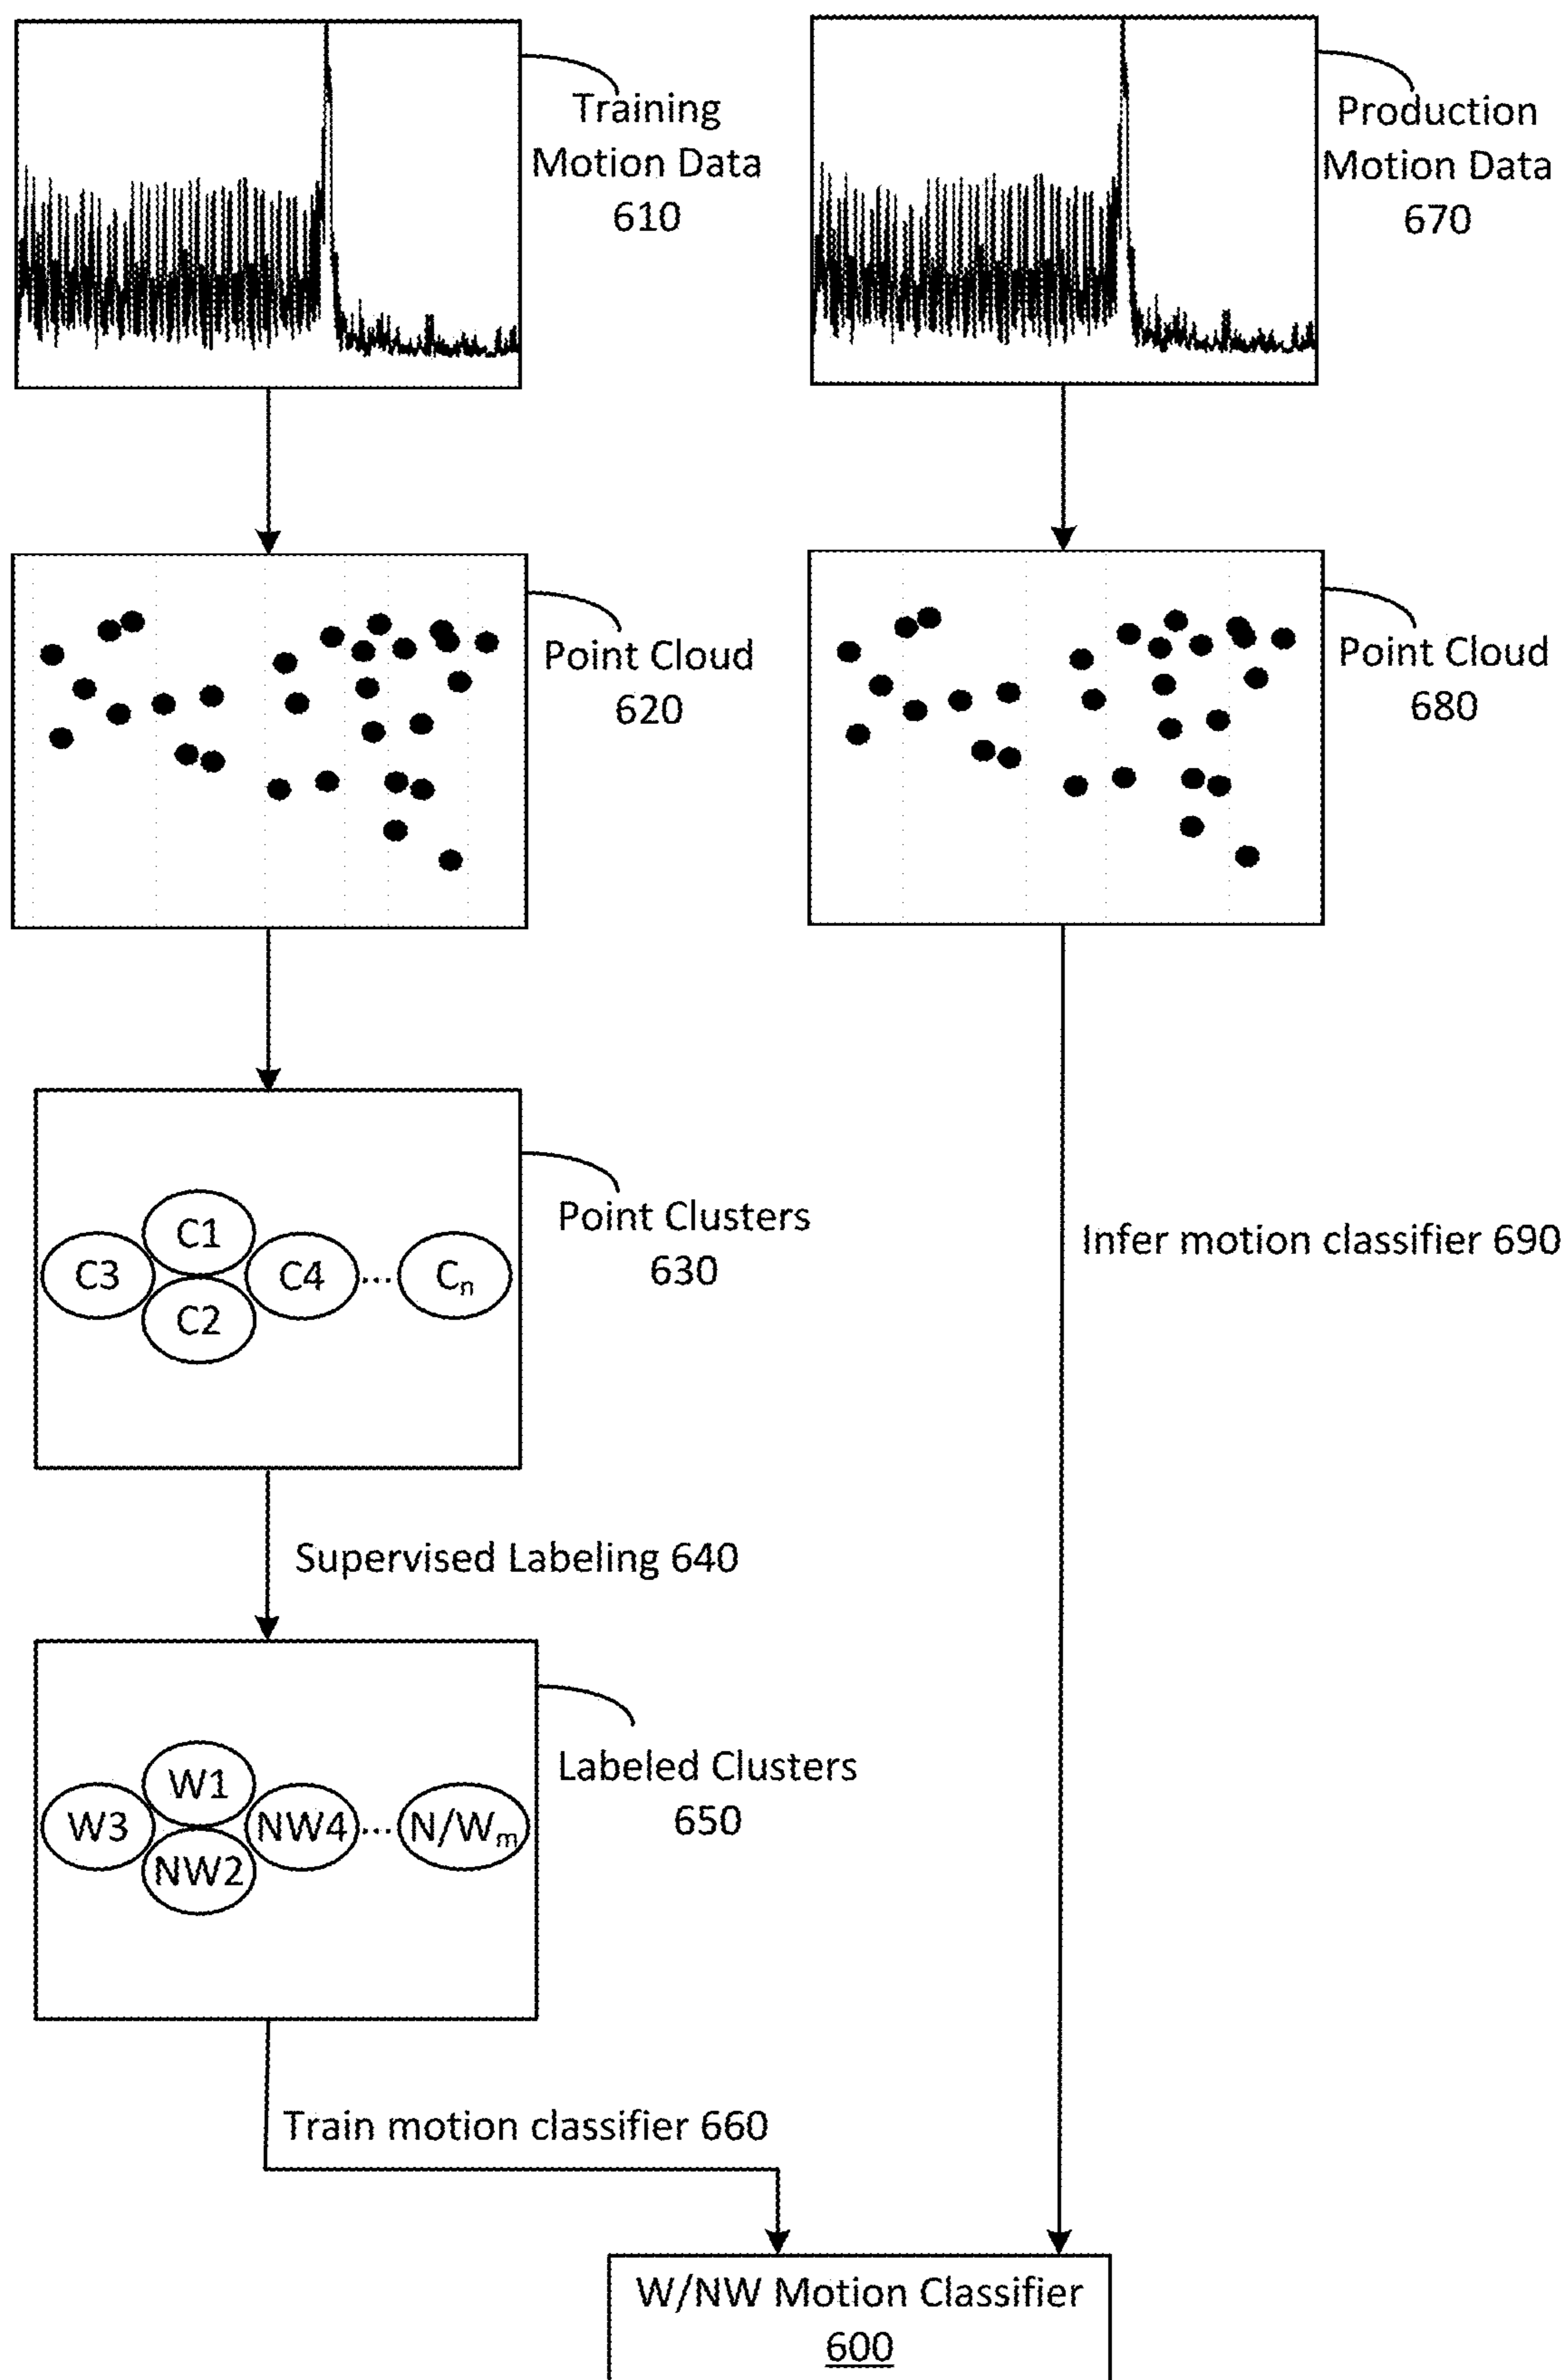 Training
Motion Data
610
Production
Motion Data
670
Point Cloud
620
Point Cloud
680
C1
C3
C4
...
Cn
C2
Point Clusters
630
Infer motion classifier 690
Supervised Labeling 640
W1
W3
NW4
...
N/Wm
NW2
Labeled Clusters
650
Train motion classifier 660
W/NW Motion Classifier
600